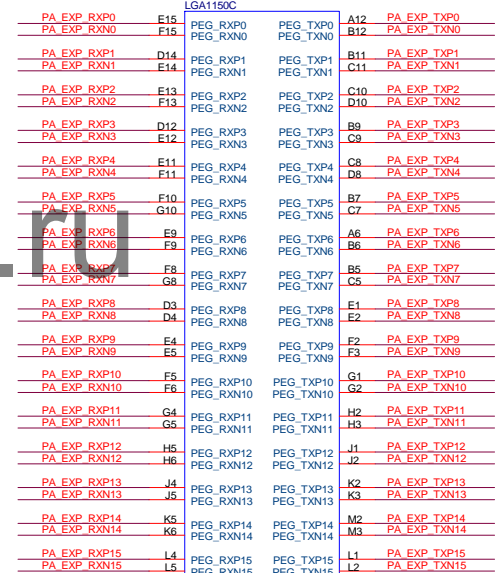 LGA1150C
PA_EXP_RXP0 E15 PEG_RXP0 PEG_TXP0 A12 PA_EXP_TXP0
PA_EXP_RXN0 F15 PEG_RXN0 PEG_TXN0 B12 PA_EXP_TXN0
PA_EXP_RXP1 D14 PEG_RXP1 PEG_TXP1 B11 PA_EXP_TXP1
PA_EXP_RXN1 E14 PEG_RXN1 PEG_TXN1 C11 PA_EXP_TXN1
PA_EXP_RXP2 E13 PEG_RXP2 PEG_TXP2 C10 PA_EXP_TXP2
PA_EXP_RXN2 F13 PEG_RXN2 PEG_TXN2 D10 PA_EXP_TXN2
PA_EXP_RXP3 D12 PEG_RXP3 PEG_TXP3 B9 PA_EXP_TXP3
PA_EXP_RXN3 E12 PEG_RXN3 PEG_TXN3 C9 PA_EXP_TXN3
PA_EXP_RXP4 E11 PEG_RXP4 PEG_TXP4 C8 PA_EXP_TXP4
PA_EXP_RXN4 F11 PEG_RXN4 PEG_TXN4 D8 PA_EXP_TXN4
PA_EXP_RXP5 F10 PEG_RXP5 PEG_TXP5 B7 PA_EXP_TXP5
PA_EXP_RXN5 G10 PEG_RXN5 PEG_TXN5 C7 PA_EXP_TXN5
PA_EXP_RXP6 E9 PEG_RXP6 PEG_TXP6 A6 PA_EXP_TXP6
PA_EXP_RXN6 F9 PEG_RXN6 PEG_TXN6 B6 PA_EXP_TXN6
.ru
PA_EXP_RXP7 F8 PEG_RXP7 PEG_TXP7 B5 PA_EXP_TXP7
PA_EXP_RXN7 G8 PEG_RXN7 PEG_TXN7 C5 PA_EXP_TXN7
PA_EXP_RXP8 D3 PEG_RXP8 PEG_TXP8 E1 PA_EXP_TXP8
PA_EXP_RXN8 D4 PEG_RXN8 PEG_TXN8 E2 PA_EXP_TXN8
PA_EXP_RXP9 E4 PEG_RXP9 PEG_TXP9 F2 PA_EXP_TXP9
PA_EXP_RXN9 E5 PEG_RXN9 PEG_TXN9 F3 PA_EXP_TXN9
PA_EXP_RXP10 F5 PEG_RXP10 PEG_TXP10 G1 PA_EXP_TXP10
PA_EXP_RXN10 F6 PEG_RXN10 PEG_TXN10 G2 PA_EXP_TXN10
PA_EXP_RXP11 G4 PEG_RXP11 PEG_TXP11 H2 PA_EXP_TXP11
PA_EXP_RXN11 G5 PEG_RXN11 PEG_TXN11 H3 PA_EXP_TXN11
PA_EXP_RXP12 H5 PEG_RXP12 PEG_TXP12 J1 PA_EXP_TXP12
PA_EXP_RXN12 H6 PEG_RXN12 PEG_TXN12 J2 PA_EXP_TXN12
PA_EXP_RXP13 J4 PEG_RXP13 PEG_TXP13 K2 PA_EXP_TXP13
PA_EXP_RXN13 J5 PEG_RXN13 PEG_TXN13 K3 PA_EXP_TXN13
PA_EXP_RXP14 K5 PEG_RXP14 PEG_TXP14 M2 PA_EXP_TXP14
PA_EXP_RXN14 K6 PEG_RXN14 PEG_TXN14 M3 PA_EXP_TXN14
PA_EXP_RXP15 L4 PEG_RXP15 PEG_TXP15 L1 PA_EXP_TXP15
PA_EXP_RXN15 L5 PEG_RXN15 PEG_TXN15 L2 PA_EXP_TXN15